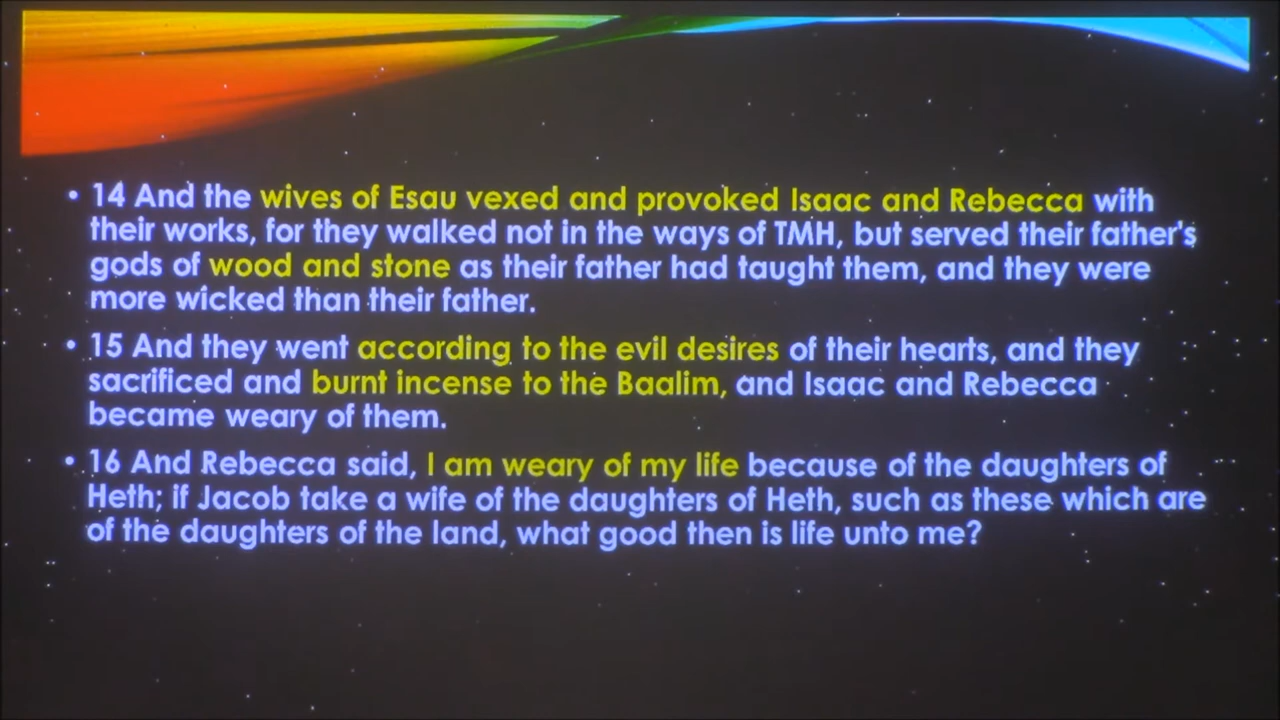 • 14 And the wives of Esau vexed and provoked Isaac and Rebecca with
their works, for they walked not in the ways of TMH, but served their father's
gods of wood and stone as their father had taught them, and they were
more wicked than their father.
• 15 And they went according to the evil desires of their hearts, and they
sacrificed and burnt incense to the Baalim, and Isaac and Rebecca
became weary of them.
• 16 And Rebecca said, I am weary of my life because of the daughters of
Heth; if Jacob take a wife of the daughters of Heth, such as these which are
of the daughters of the land, what good then is life unto me?